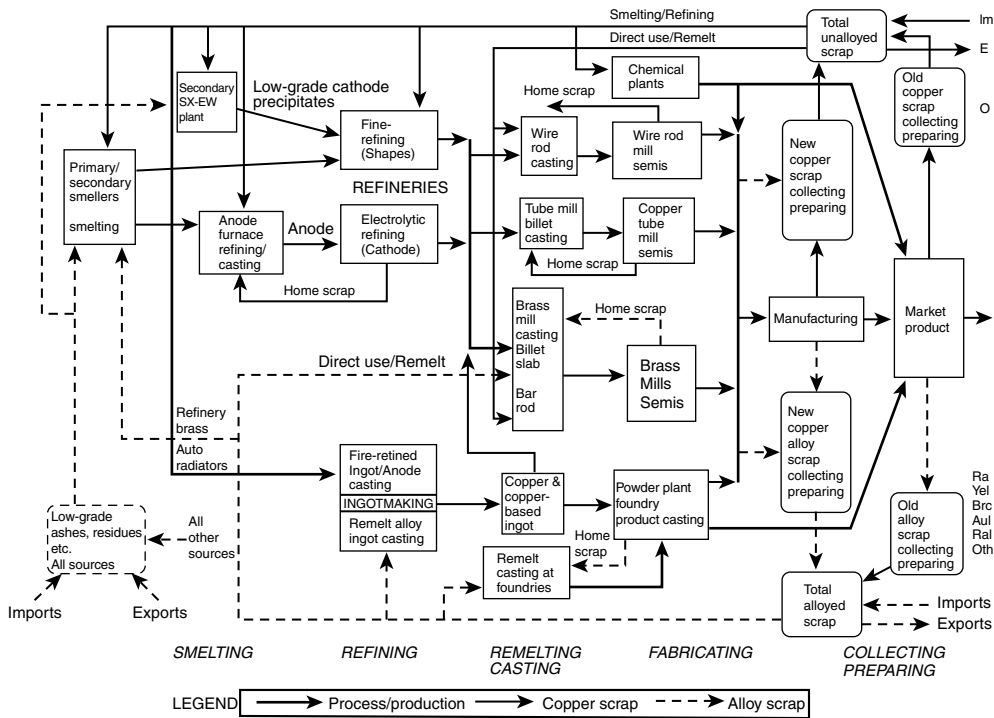 Smelting/Refining
Direct use/Remelt
Total
unalloyed
scrap
Im
E
O
Secondary
SX-EW
plant
Low-grade cathode
precipitates
Fine-
refining
(Shapes)
Chemical
plants
Home scrap
Wire
rod
casting
Wire rod
mill
semis
Old
copper
scrap
collecting
preparing
New
copper
scrap
collecting
preparing
Primary/
secondary
smellers
smelting
REFINERIES
Anode
furnace
refining/
casting
Anode
Electrolytic
refining
(Cathode)
Home scrap
Tube mill
billet
casting
Copper
tube
mill
semis
Home scrap
Brass
mill
casting
Billet
slab
Bar
rod
Home scrap
Brass
Mills
Semis
Manufacturing
Market
product
Direct use/Remelt
Refinery
brass
Auto
radiators
New
copper
alloy
scrap
collecting
preparing
Fire-retined
Ingot/Anode
casting
INGOTMAKING
Remelt alloy
ingot casting
Copper &
copper-
based
ingot
Powder plant
foundry
product casting
Home
scrap
Remelt
casting at
foundries
Old
alloy
scrap
collecting
preparing
Ra
Yel
Brc
Aul
Ral
Oth
Low-grade
ashes, residues
etc.
All sources
All
other
sources
Imports
Exports
Total
alloyed
scrap
Imports
Exports
SMELTING
REFINING
REMELTING
CASTING
FABRICATING
COLLECTING
PREPARING
LEGEND
Process/production
Copper scrap
Alloy scrap